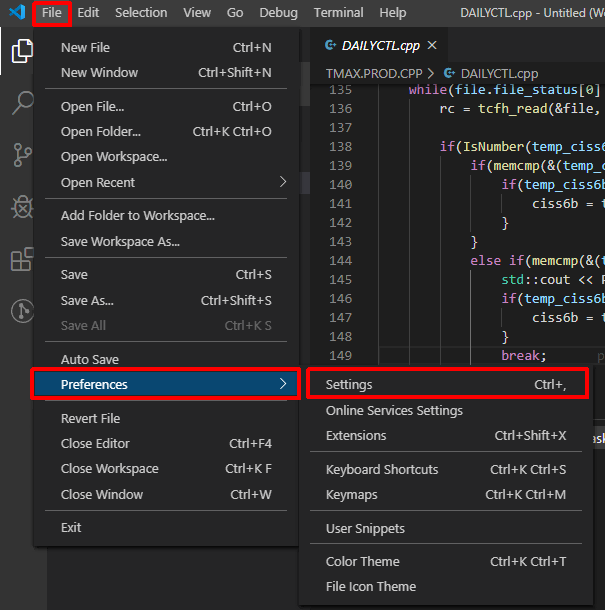 File Edit Selection View Go Debug Terminal Help DAILYCTL.cpp - Untitled (Wo
New File Ctrl+N
New Window Ctrl+Shift+N
Open File... Ctrl+O
Open Folder... Ctrl+K Ctrl+O
Open Workspace...
Open Recent
Add Folder to Workspace...
Save Workspace As...
Save Ctrl+S
Save As... Ctrl+Shift+S
Save All Ctrl+K S
Auto Save
Preferences
Revert File
Close Editor Ctrl+F4
Close Workspace Ctrl+K F
Close Window Ctrl+W
Exit
DAILYCTL.cpp
TMAX.PROD.CPP > DAILYCTL.cpp
135 while(file.file_status[0]
136 rc = tcfh_read(&file,
137
138 if(IsNumber(temp_ciss6
139 if(memcmp(&(temp_c
140 if(temp_ciss6b
141 ciss6b = t
142 }
143 }
144 else if(memcmp(&(t
145 std::cout << P
146 if(temp_ciss6b
147 ciss6b = t
148 }
149 break;
Settings Ctrl+,
Online Services Settings
Extensions Ctrl+Shift+X
Keyboard Shortcuts Ctrl+K Ctrl+S
Keymaps Ctrl+K Ctrl+M
User Snippets
Color Theme Ctrl+K Ctrl+T
File Icon Theme